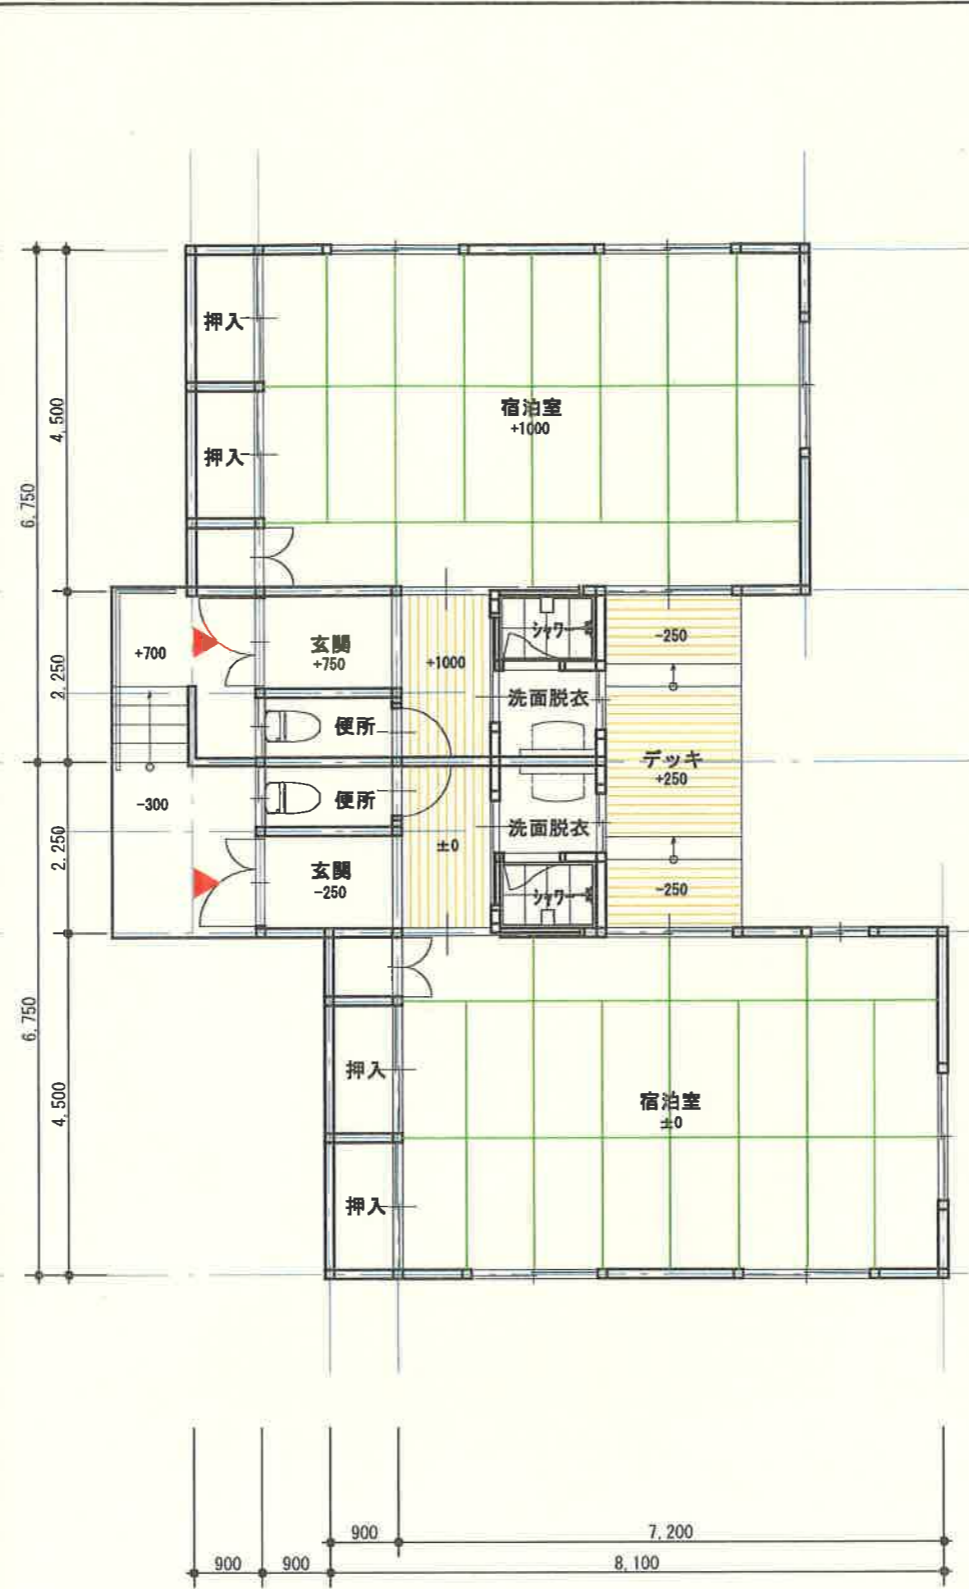 押入
宿泊室
+1000
押入
4,500
6,750
シャワー
-250
玄関
+750
+700
+1000
2,250
洗面脱衣
便所
デッキ
+250
便所
-300
洗面脱衣
±0
2,250
玄関
-250
シャワー
-250
6,750
押入
宿泊室
±0
4,500
押入
900
7,200
900
900
8,100